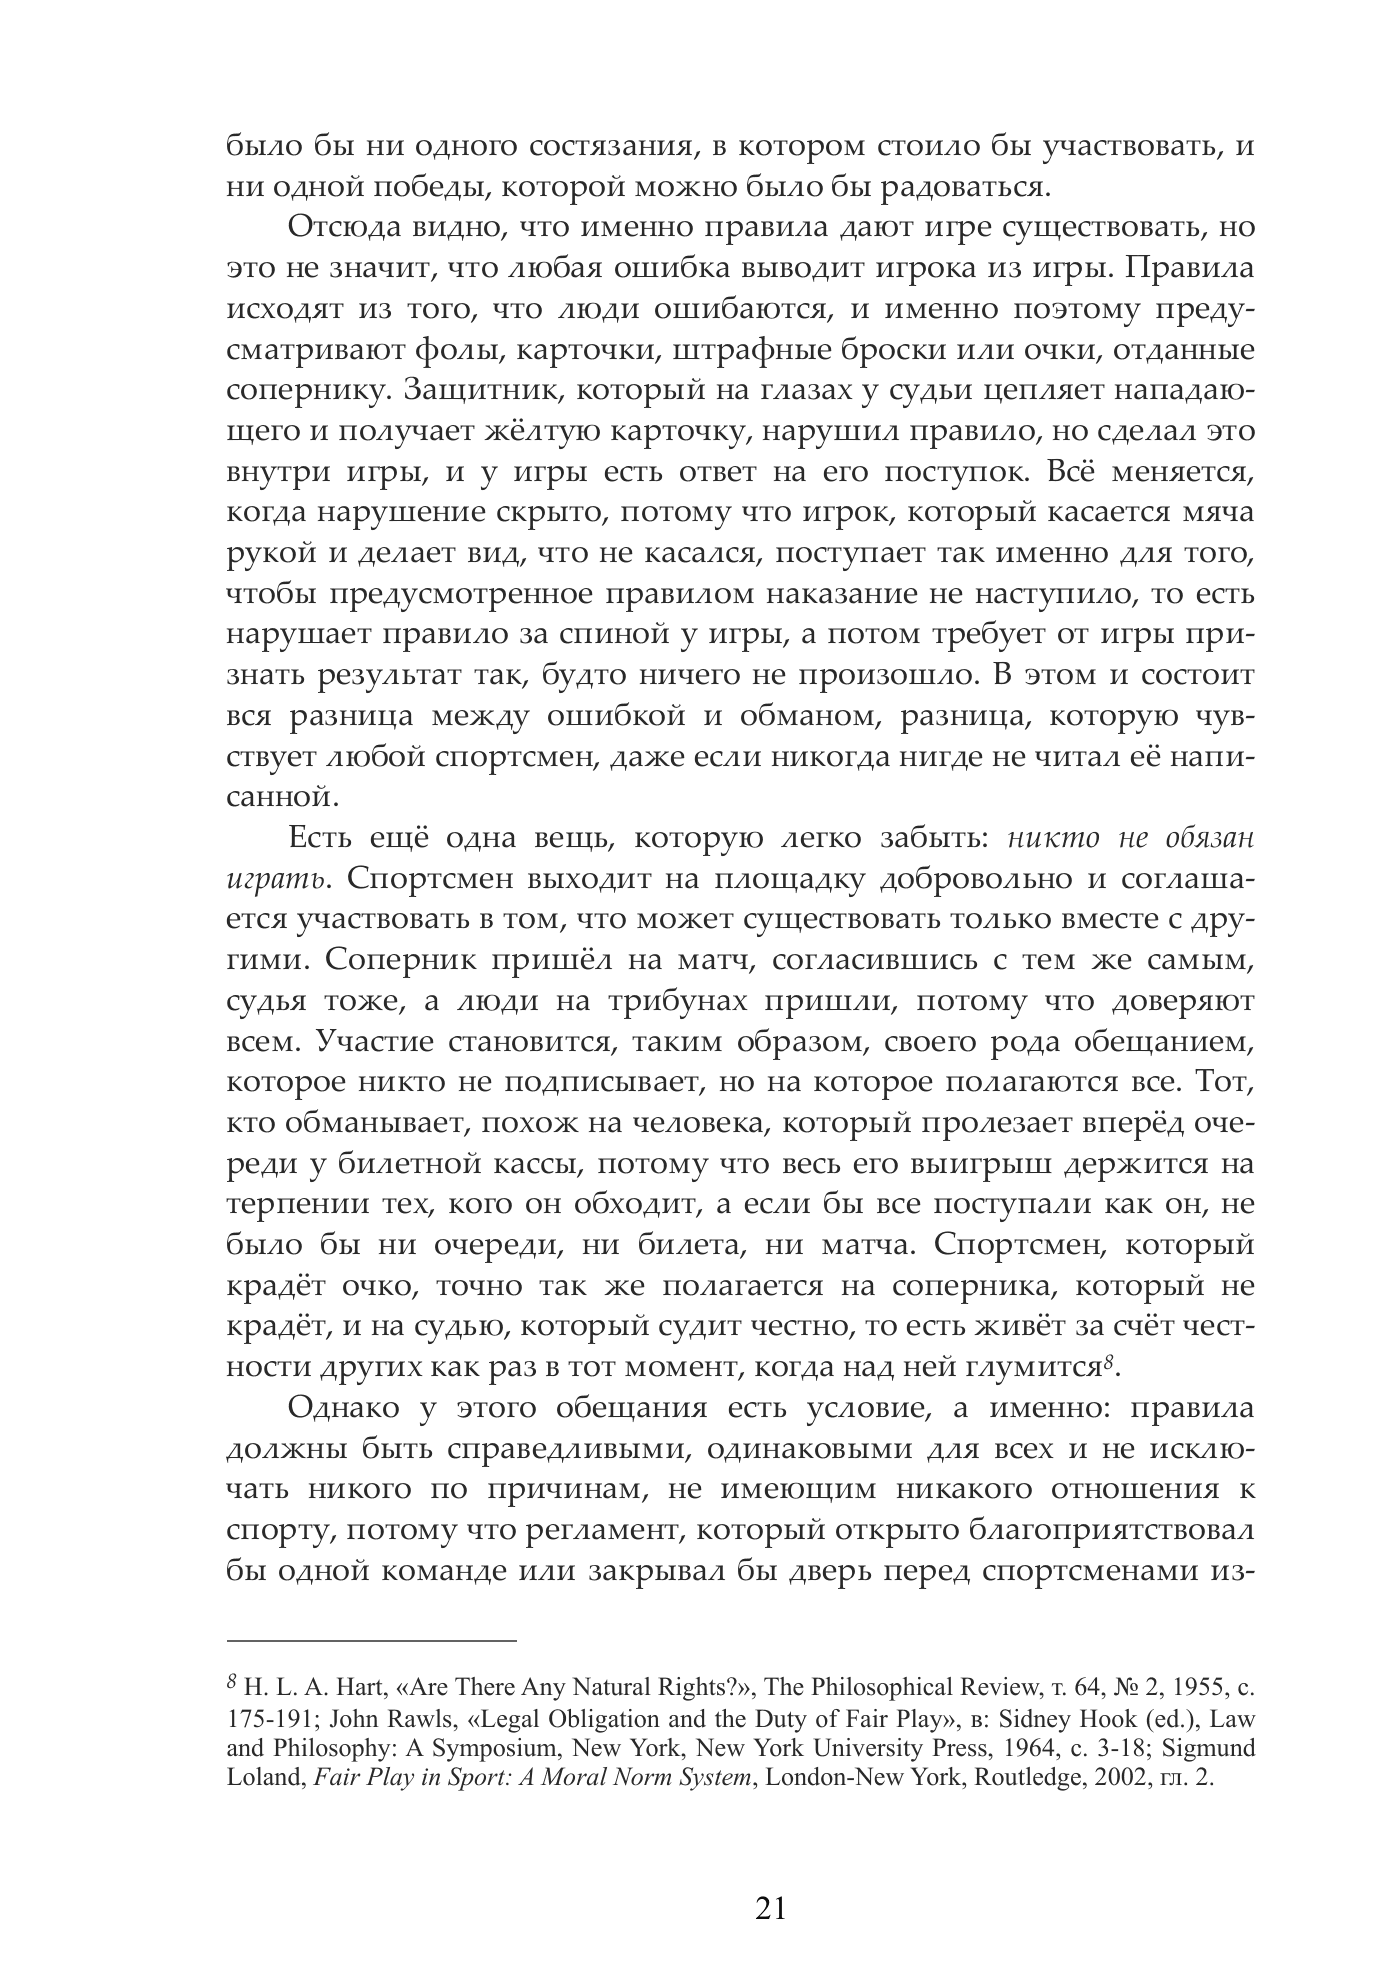 было бы ни одного состязания, в котором стоило бы участвовать, и
ни одной победы, которой можно было бы радоваться.
Отсюда видно, что именно правила дают игре существовать, но
это не значит, что любая ошибка выводит игрока из игры. Правила
исходят из того, что люди ошибаются, и именно поэтому преду-
сматривают фолы, карточки, штрафные броски или очки, отданные
сопернику. Защитник, который на глазах у судьи цепляет нападаю-
щего и получает жёлтую карточку, нарушил правило, но сделал это
внутри игры, и у игры есть ответ на его поступок. Всё меняется,
когда нарушение скрыто, потому что игрок, который касается мяча
рукой и делает вид, что не касался, поступает так именно для того,
чтобы предусмотренное правилом наказание не наступило, то есть
нарушает правило за спиной у игры, а потом требует от игры при-
знать результат так, будто ничего не произошло. В этом и состоит
вся разница между ошибкой и обманом, разница, которую чув-
ствует любой спортсмен, даже если никогда нигде не читал её напи-
санной.
Есть ещё одна вещь, которую легко забыть: никто не обязан
играть. Спортсмен выходит на площадку добровольно и соглаша-
ется участвовать в том, что может существовать только вместе с дру-
гими. Соперник пришёл на матч, согласившись с тем же самым,
судья тоже, а люди на трибунах пришли, потому что доверяют
всем. Участие становится, таким образом, своего рода обещанием,
которое никто не подписывает, но на которое полагаются все. Тот,
кто обманывает, похож на человека, который пролезает вперёд оче-
реди у билетной кассы, потому что весь его выигрыш держится на
терпении тех, кого он обходит, а если бы все поступали как он, не
было бы ни очереди, ни билета, ни матча. Спортсмен, который
крадёт очко, точно так же полагается на соперника, который не
крадёт, и на судью, который судит честно, то есть живёт за счёт чест-
ности других как раз в тот момент, когда над ней глумится8.
Однако у этого обещания есть условие, а именно: правила
должны быть справедливыми, одинаковыми для всех и не исклю-
чать никого по причинам, не имеющим никакого отношения к
спорту, потому что регламент, который открыто благоприятствовал
бы одной команде или закрывал бы дверь перед спортсменами из-
8 H. L. A. Hart, «Are There Any Natural Rights?», The Philosophical Review, т. 64, № 2, 1955, с.
175-191; John Rawls, «Legal Obligation and the Duty of Fair Play», в: Sidney Hook (ed.), Law
and Philosophy: A Symposium, New York, New York University Press, 1964, с. 3-18; Sigmund
Loland, Fair Play in Sport: A Moral Norm System, London-New York, Routledge, 2002, гл. 2.
21